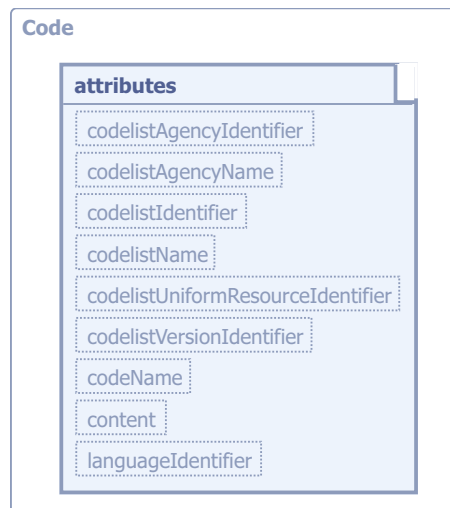 Code
attributes
codelistAgencyIdentifier
codelistAgencyName
codelistIdentifier
codelistName
codelistUniformResourceIdentifier
codelistVersionIdentifier
codeName
content
languageIdentifier